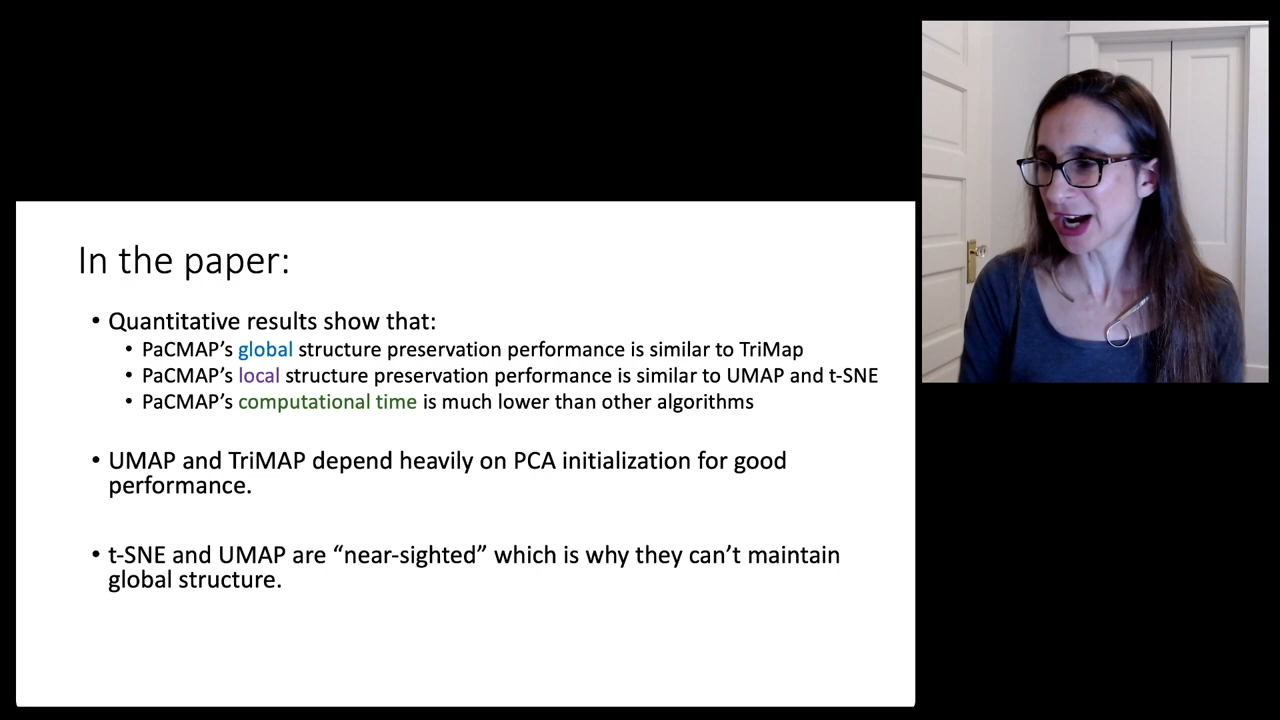 In the paper:
• Quantitative results show that:
• PaCMAP’s global structure preservation performance is similar to TriMap
• PaCMAP’s local structure preservation performance is similar to UMAP and t-SNE
• PaCMAP’s computational time is much lower than other algorithms
• UMAP and TriMAP depend heavily on PCA initialization for good
performance.
• t-SNE and UMAP are “near-sighted” which is why they can’t maintain
global structure.